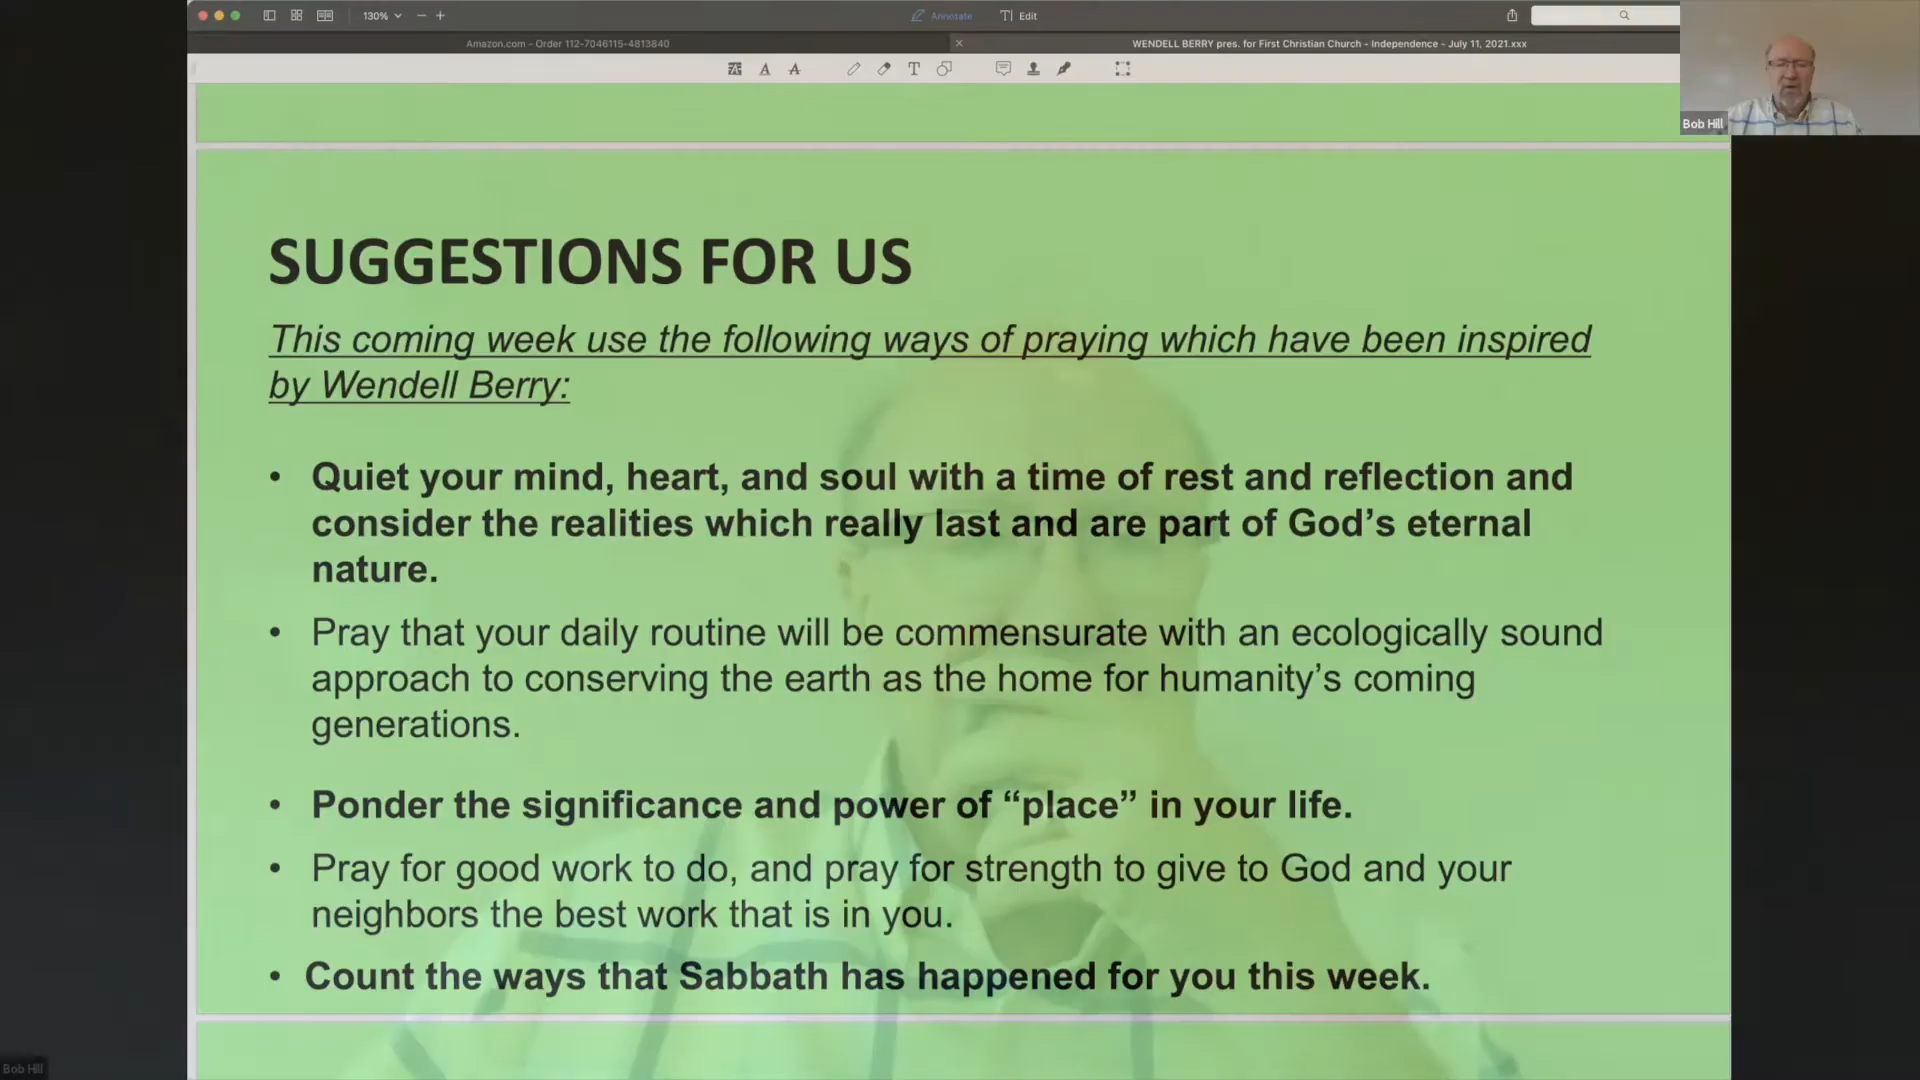 130%
Annotate
Edit
Amazon.com - Order 112-7046115-4813840
WENDELL BERRY pres. for First Christian Church - Independence - July 11, 2021.xxx
Bob Hill
SUGGESTIONS FOR US
This coming week use the following ways of praying which have been inspired
by Wendell Berry:
• Quiet your mind, heart, and soul with a time of rest and reflection and
consider the realities which really last and are part of God’s eternal
nature.
• Pray that your daily routine will be commensurate with an ecologically sound
approach to conserving the earth as the home for humanity’s coming
generations.
• Ponder the significance and power of “place” in your life.
• Pray for good work to do, and pray for strength to give to God and your
neighbors the best work that is in you.
• Count the ways that Sabbath has happened for you this week.
Bob Hill